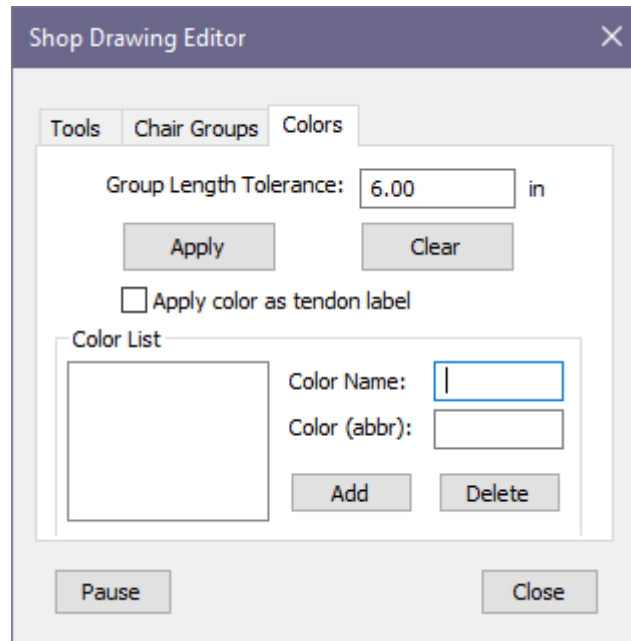 Shop Drawing Editor
Tools Chair Groups Colors
Group Length Tolerance: 6.00 in
Apply Clear
Apply color as tendon label
Color List
Color Name:
Color (abbr):
Add Delete
Pause Close